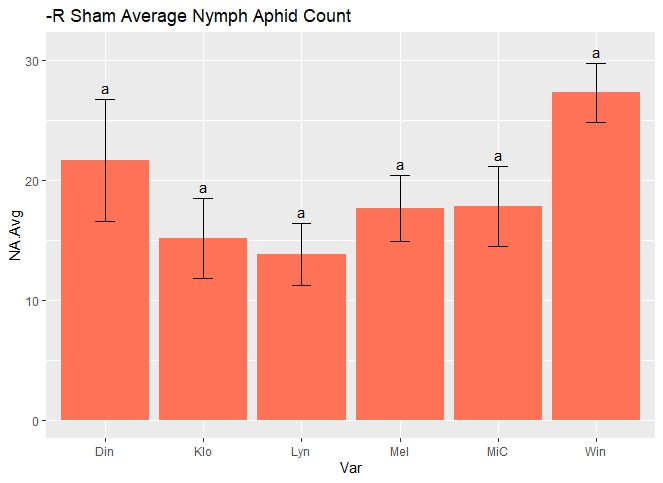 -R Sham Average Nymph Aphid Count
NA.Avg
30
20
10
0
a
a
a
a
a
a
Din
Klo
Lyn
Mel
MiC
Win
Var